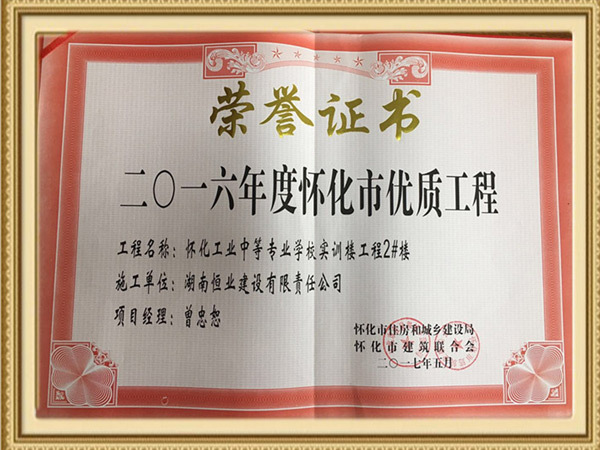 荣誉证书
二〇一六年度怀化市优质工程
工程名称：怀化工业中等专业学校实训楼工程2#楼
施工单位：湖南恒业建设有限责任公司
项目经理：曾忠恕
怀化市住房和城乡建设局
怀化市建筑联合会
二〇一七年五月